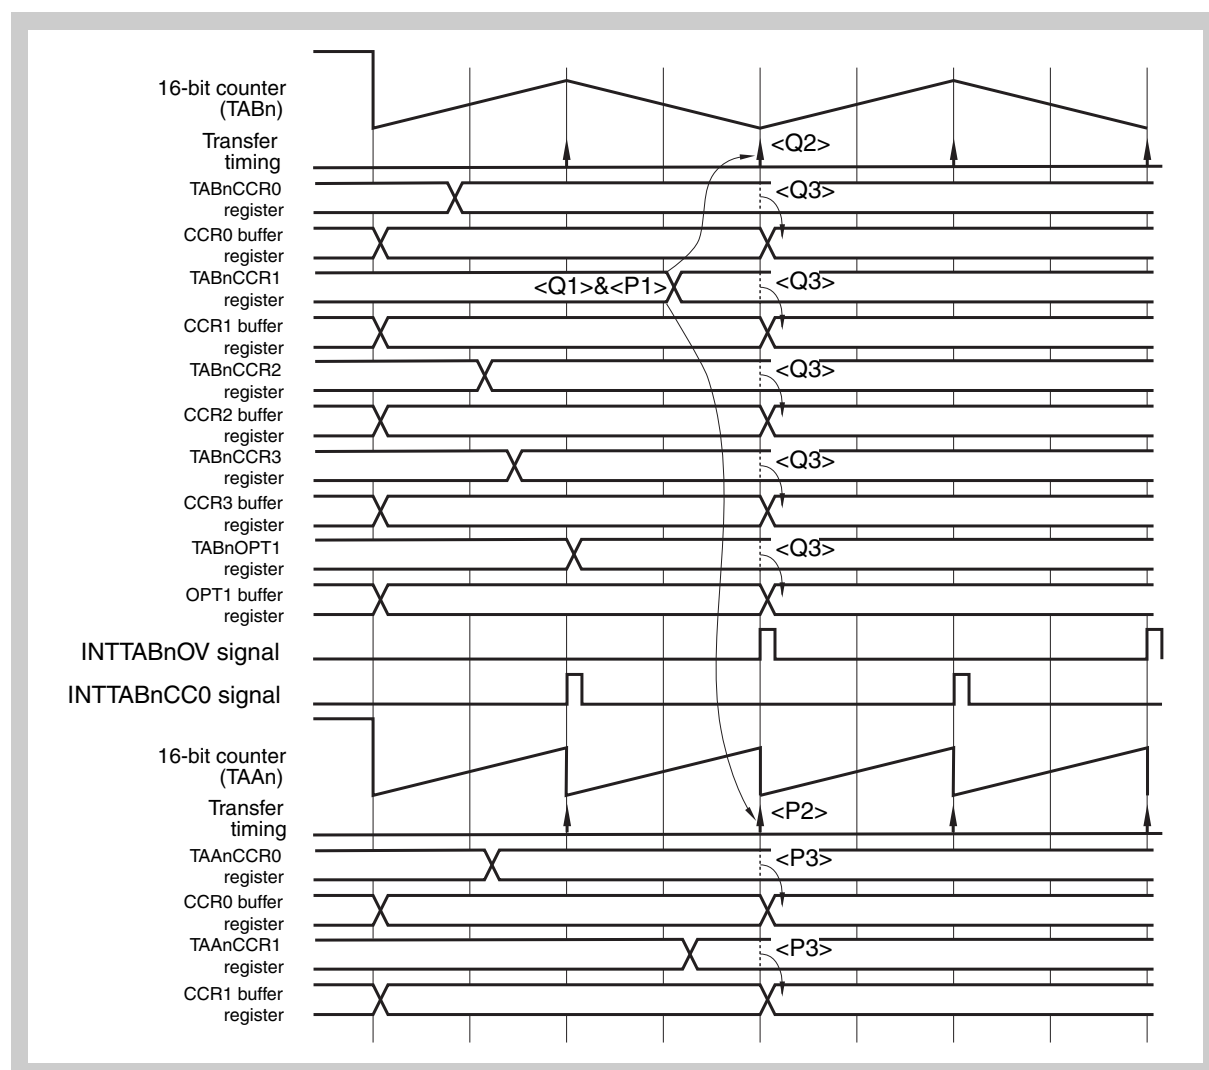 16-bit counter
(TABn)
Transfer
timing
<Q2>
TABnCCR0
register
<Q3>
CCR0 buffer
register
TABnCCR1
register
<Q1>&<P1>
<Q3>
CCR1 buffer
register
TABnCCR2
register
<Q3>
CCR2 buffer
register
TABnCCR3
register
<Q3>
CCR3 buffer
register
TABnOPT1
register
<Q3>
OPT1 buffer
register
INTTABnOV signal
INTTABnCC0 signal
16-bit counter
(TAAn)
Transfer
timing
<P2>
TAAnCCR0
register
<P3>
CCR0 buffer
register
TAAnCCR1
register
<P3>
CCR1 buffer
register